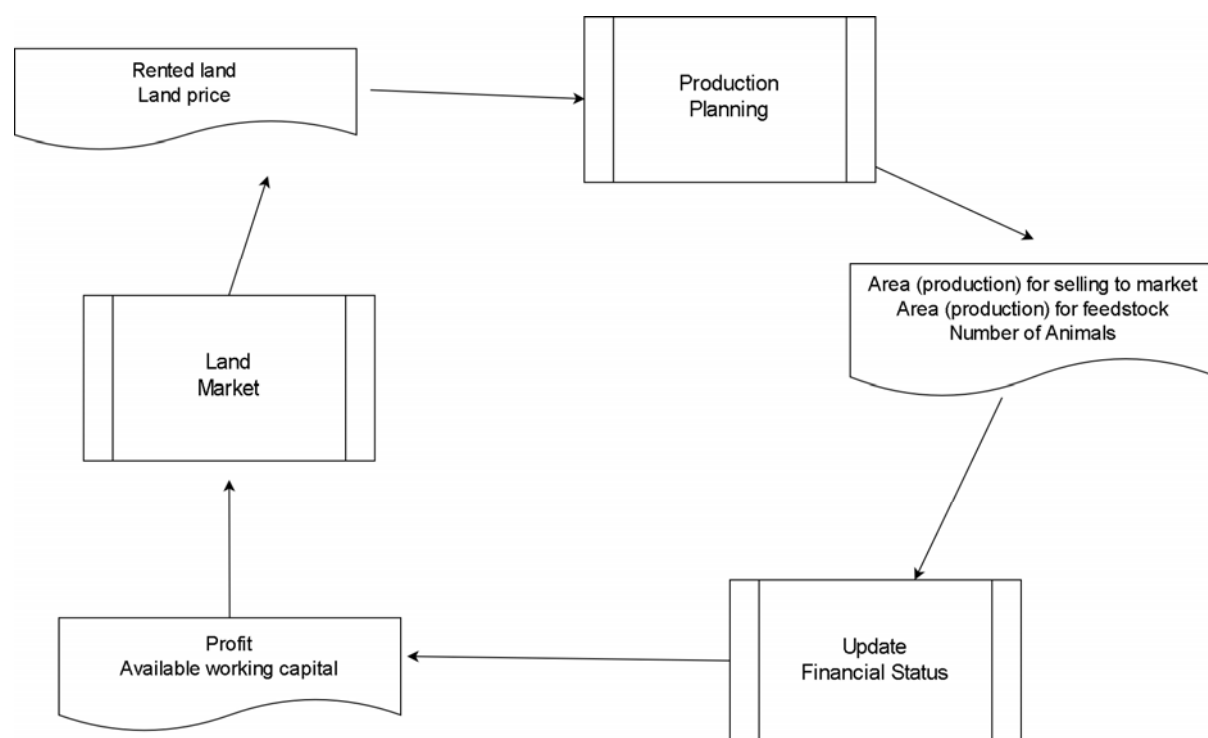 Rented land
Land price
Production
Planning
Area (production) for selling to market
Area (production) for feedstock
Number of Animals
Land
Market
Profit
Available working capital
Update
Financial Status